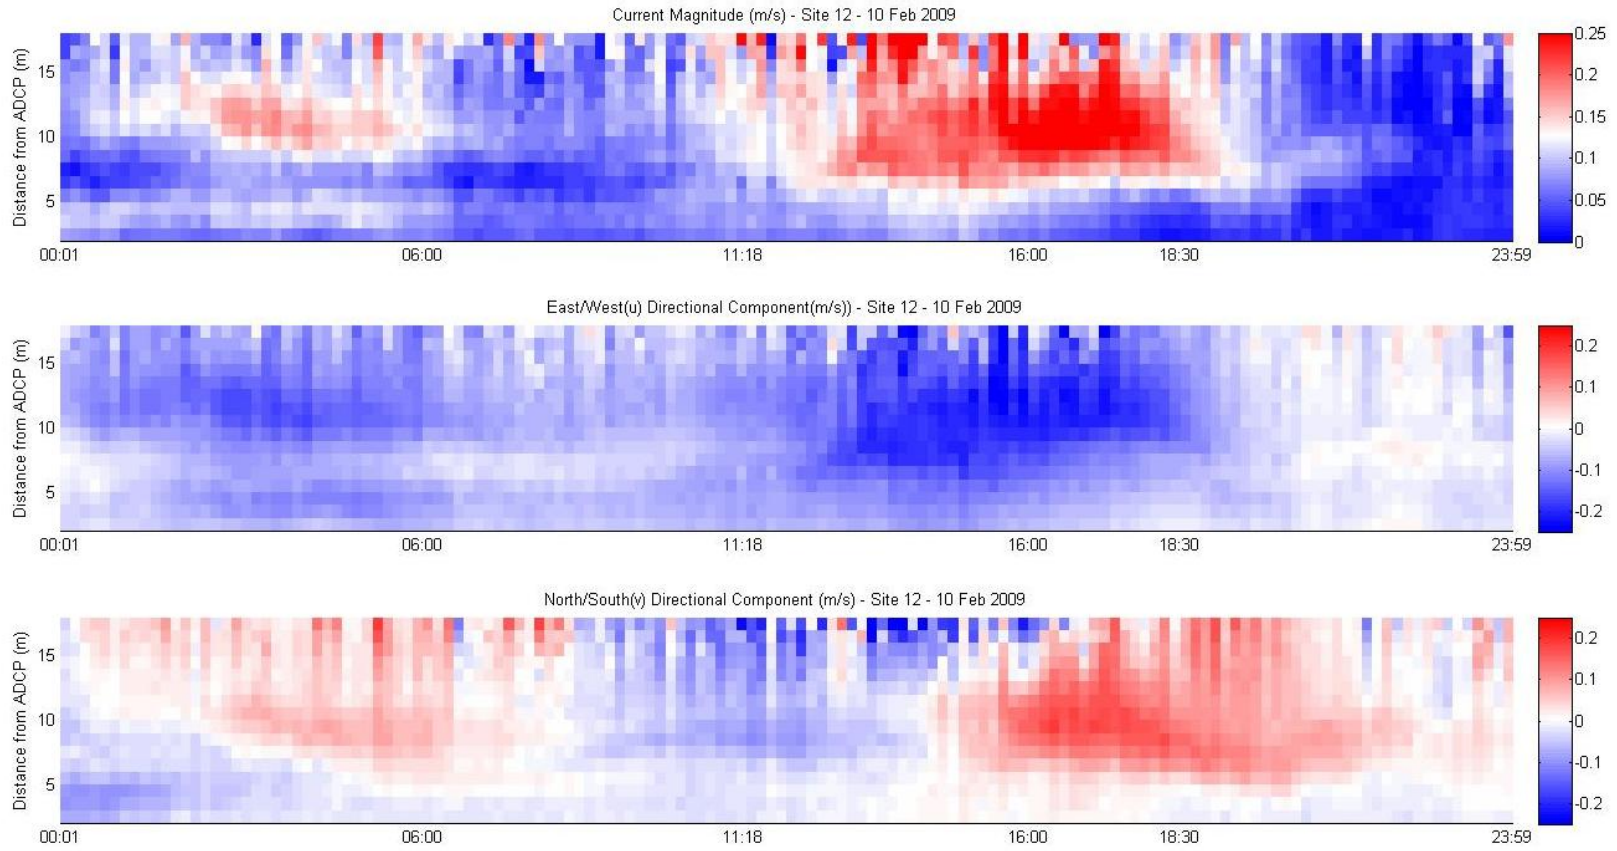 Current Magnitude (m/s) - Site 12 - 10 Feb 2009
Distance from ADCP (m)
15
10
5
00:01 06:00 11:18 16:00 18:30 23:59
0.25
0.2
0.15
0.1
0.05
0
East/West(u) Directional Component(m/s)) - Site 12 - 10 Feb 2009
Distance from ADCP (m)
15
10
5
00:01 06:00 11:18 16:00 18:30 23:59
0.2
0.1
0
-0.1
-0.2
North/South(v) Directional Component (m/s) - Site 12 - 10 Feb 2009
Distance from ADCP (m)
15
10
5
00:01 06:00 11:18 16:00 18:30 23:59
0.2
0.1
0
-0.1
-0.2